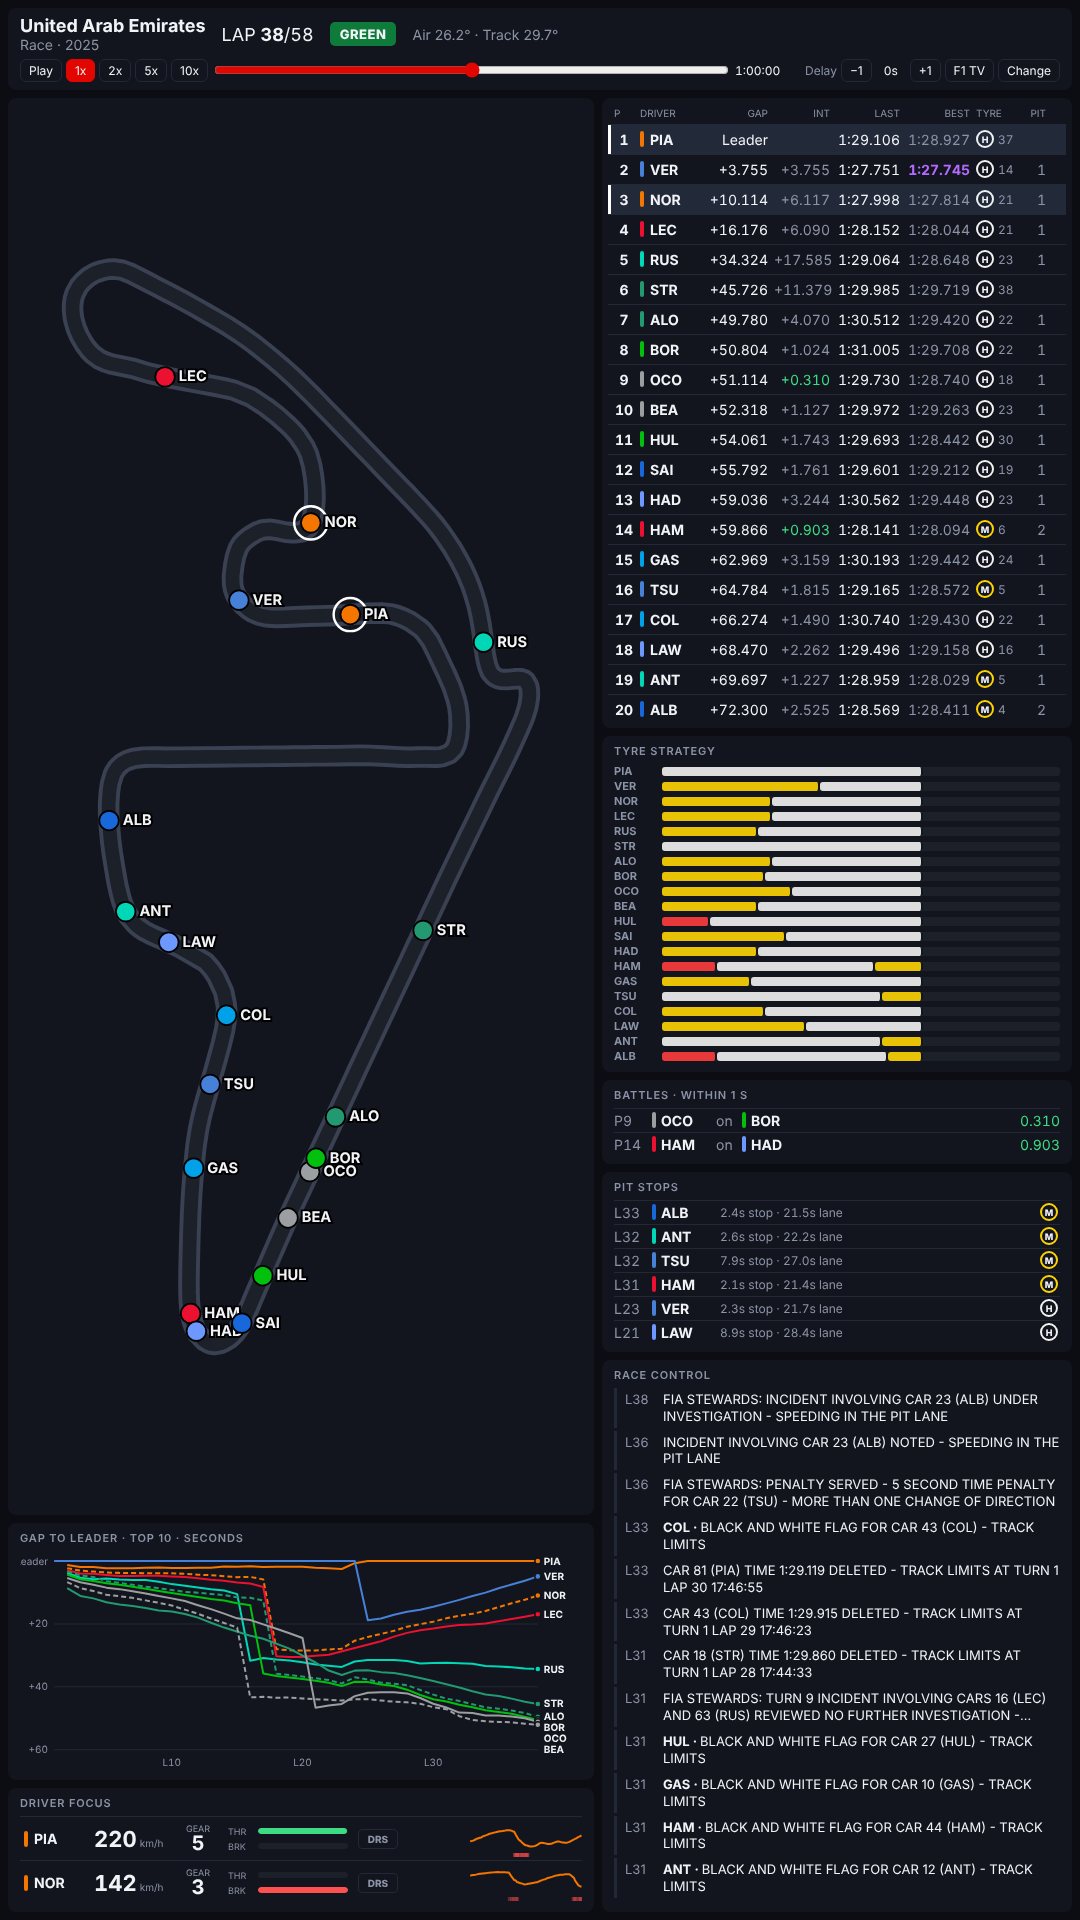 United Arab Emirates
Race · 2025
LAP 38/58
GREEN
Air 26.2° · Track 29.7°
Play 1x 2x 5x 10x 1:00:00 Delay −1 0s +1 F1 TV Change
LEC
NOR
VER
PIA
RUS
ALB
ANT
LAW
STR
COL
TSU
ALO
GAS
BOR
OCO
BEA
HUL
HAM
HAD
SAI
P DRIVER GAP INT LAST BEST TYRE PIT
1 PIA Leader 1:29.106 1:28.927 H 37
2 VER +3.755 +3.755 1:27.751 1:27.745 H 14 1
3 NOR +10.114 +6.117 1:27.998 1:27.814 H 21 1
4 LEC +16.176 +6.090 1:28.152 1:28.044 H 21 1
5 RUS +34.324 +17.585 1:29.064 1:28.648 H 23 1
6 STR +45.726 +11.379 1:29.985 1:29.719 H 38
7 ALO +49.780 +4.070 1:30.512 1:29.420 H 22 1
8 BOR +50.804 +1.024 1:31.005 1:29.708 H 22 1
9 OCO +51.114 +0.310 1:29.730 1:28.740 H 18 1
10 BEA +52.318 +1.127 1:29.972 1:29.263 H 23 1
11 HUL +54.061 +1.743 1:29.693 1:28.442 H 30 1
12 SAI +55.792 +1.761 1:29.601 1:29.212 H 19 1
13 HAD +59.036 +3.244 1:30.562 1:29.448 H 23 1
14 HAM +59.866 +0.903 1:28.141 1:28.094 M 6 2
15 GAS +62.969 +3.159 1:30.193 1:29.442 H 24 1
16 TSU +64.784 +1.815 1:29.165 1:28.572 M 5 1
17 COL +66.274 +1.490 1:30.740 1:29.430 H 22 1
18 LAW +68.470 +2.262 1:29.496 1:29.158 H 16 1
19 ANT +69.697 +1.227 1:28.959 1:28.029 M 5 1
20 ALB +72.300 +2.525 1:28.569 1:28.411 M 4 2
TYRE STRATEGY
PIA
VER
NOR
LEC
RUS
STR
ALO
BOR
OCO
BEA
HUL
SAI
HAD
HAM
GAS
TSU
COL
LAW
ANT
ALB
BATTLES · WITHIN 1 S
P9 OCO on BOR 0.310
P14 HAM on HAD 0.903
PIT STOPS
L33 ALB 2.4s stop · 21.5s lane M
L32 ANT 2.6s stop · 22.2s lane M
L32 TSU 7.9s stop · 27.0s lane M
L31 HAM 2.1s stop · 21.4s lane M
L23 VER 2.3s stop · 21.7s lane H
L21 LAW 8.9s stop · 28.4s lane H
RACE CONTROL
L38 FIA STEWARDS: INCIDENT INVOLVING CAR 23 (ALB) UNDER
INVESTIGATION - SPEEDING IN THE PIT LANE
L36 INCIDENT INVOLVING CAR 23 (ALB) NOTED - SPEEDING IN THE
PIT LANE
L36 FIA STEWARDS: PENALTY SERVED - 5 SECOND TIME PENALTY
FOR CAR 22 (TSU) - MORE THAN ONE CHANGE OF DIRECTION
L33 COL · BLACK AND WHITE FLAG FOR CAR 43 (COL) - TRACK
LIMITS
L33 CAR 81 (PIA) TIME 1:29.119 DELETED - TRACK LIMITS AT TURN 1
LAP 30 17:46:55
L33 CAR 43 (COL) TIME 1:29.915 DELETED - TRACK LIMITS AT
TURN 1 LAP 29 17:46:23
L31 CAR 18 (STR) TIME 1:29.860 DELETED - TRACK LIMITS AT
TURN 1 LAP 28 17:44:33
L31 FIA STEWARDS: TURN 9 INCIDENT INVOLVING CARS 16 (LEC)
AND 63 (RUS) REVIEWED NO FURTHER INVESTIGATION -...
L31 HUL · BLACK AND WHITE FLAG FOR CAR 27 (HUL) - TRACK
LIMITS
L31 GAS · BLACK AND WHITE FLAG FOR CAR 10 (GAS) - TRACK
LIMITS
L31 HAM · BLACK AND WHITE FLAG FOR CAR 44 (HAM) - TRACK
LIMITS
L31 ANT · BLACK AND WHITE FLAG FOR CAR 12 (ANT) - TRACK
LIMITS
GAP TO LEADER · TOP 10 · SECONDS
eader
+20
+40
+60
L10 L20 L30
PIA
VER
NOR
LEC
RUS
STR
ALO
BOR
OCO
BEA
DRIVER FOCUS
PIA 220 km/h GEAR 5 THR BRK DRS
NOR 142 km/h GEAR 3 THR BRK DRS